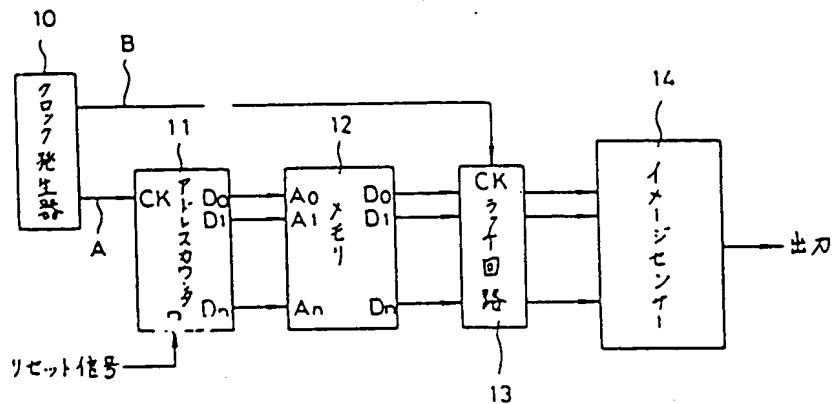 10
クロック発生器
B
A
11
CK
アドレスカウンタ
D0
D1
Dn
リセット信号
12
A0
A1
An
メモリ
D0
D1
Dn
CK
ラッチ回路
13
14
イメージセンサー
出力